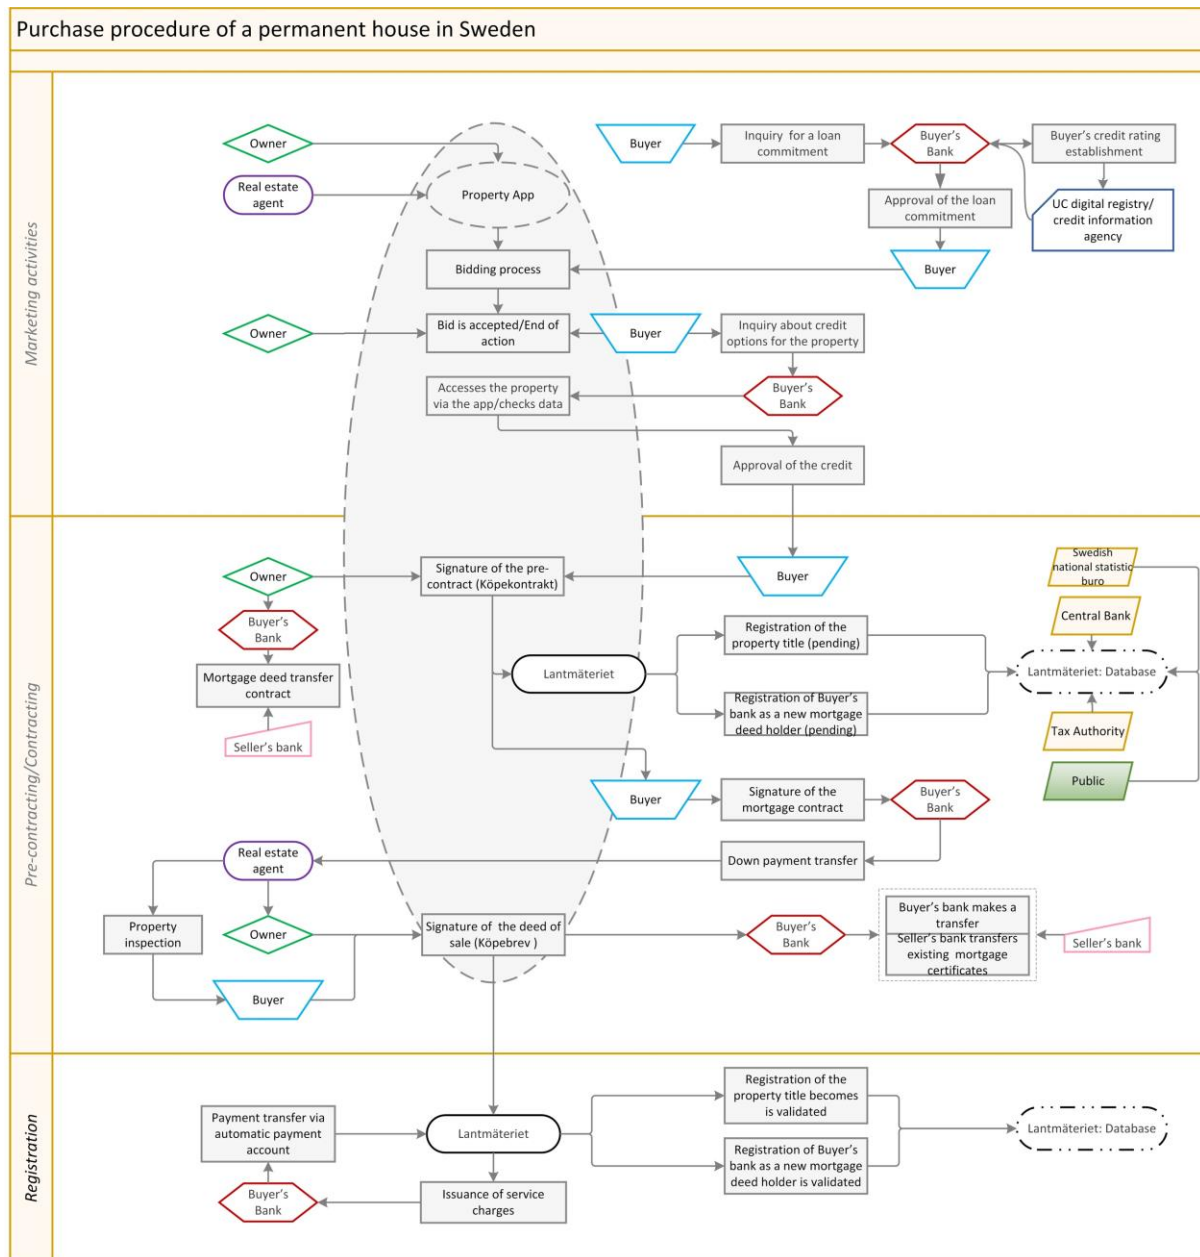 Purchase procedure of a permanent house in Sweden
Marketing activities
Owner
Real estate
agent
Property App
Buyer
Inquiry for a loan
commitment
Buyer's
Bank
Buyer's credit rating
establishment
Approval of the loan
commitment
UC digital registry/
credit information
agency
Bidding process
Buyer
Owner
Bid is accepted/End of
action
Buyer
Inquiry about credit
options for the property
Accesses the property
via the app/checks data
Buyer's
Bank
Approval of the credit
Pre-contracting/Contracting
Owner
Signature of the pre-
contract (Köpekontrakt)
Buyer
Swedish
national statistic
buro
Buyer's
Bank
Mortgage deed transfer
contract
Seller's bank
Lantmäteriet
Registration of the
property title (pending)
Registration of Buyer's
bank as a new mortgage
deed holder (pending)
Central Bank
Lantmäteriet: Database
Tax Authority
Public
Buyer
Signature of the
mortgage contract
Buyer's
Bank
Real estate
agent
Down payment transfer
Property
inspection
Owner
Signature of the deed of
sale (Köpebrev )
Buyer's
Bank
Buyer's bank makes a
transfer
Seller's bank transfers
existing mortgage
certificates
Seller's bank
Buyer
Registration
Payment transfer via
automatic payment
account
Lantmäteriet
Registration of the
property title becomes
is validated
Registration of Buyer's
bank as a new mortgage
deed holder is validated
Lantmäteriet: Database
Buyer's
Bank
Issuance of service
charges